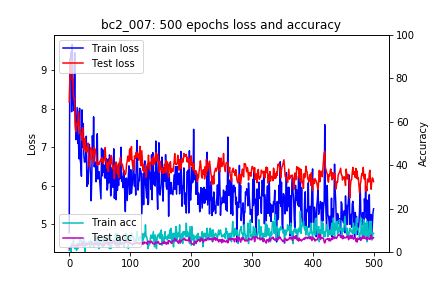 bc2_007: 500 epochs loss and accuracy
Train loss
Test loss
Train acc
Test acc
Loss
9
8
7
6
5
Accuracy
100
80
60
40
20
0
0
100
200
300
400
500